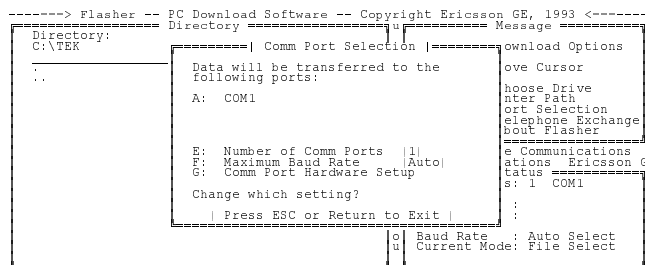 -------> Flasher -- PC Download Software -- Copyright Ericsson GE, 1993 <-------
Directory u Message
Directory:
C:\TEK
| Comm Port Selection |
ownload Options
Data will be transferred to the
following ports:
ove Cursor
.
..
hoose Drive
nter Path
A: COM1
ort Selection
elephone Exchange
bout Flasher
E: Number of Comm Ports |1|
e Communications
F: Maximum Baud Rate |Auto|
ations Ericsson G
G: Comm Port Hardware Setup
tatus
s: 1 COM1
Change which setting?
:
:
| Press ESC or Return to Exit |
o Baud Rate : Auto Select
u Current Mode: File Select